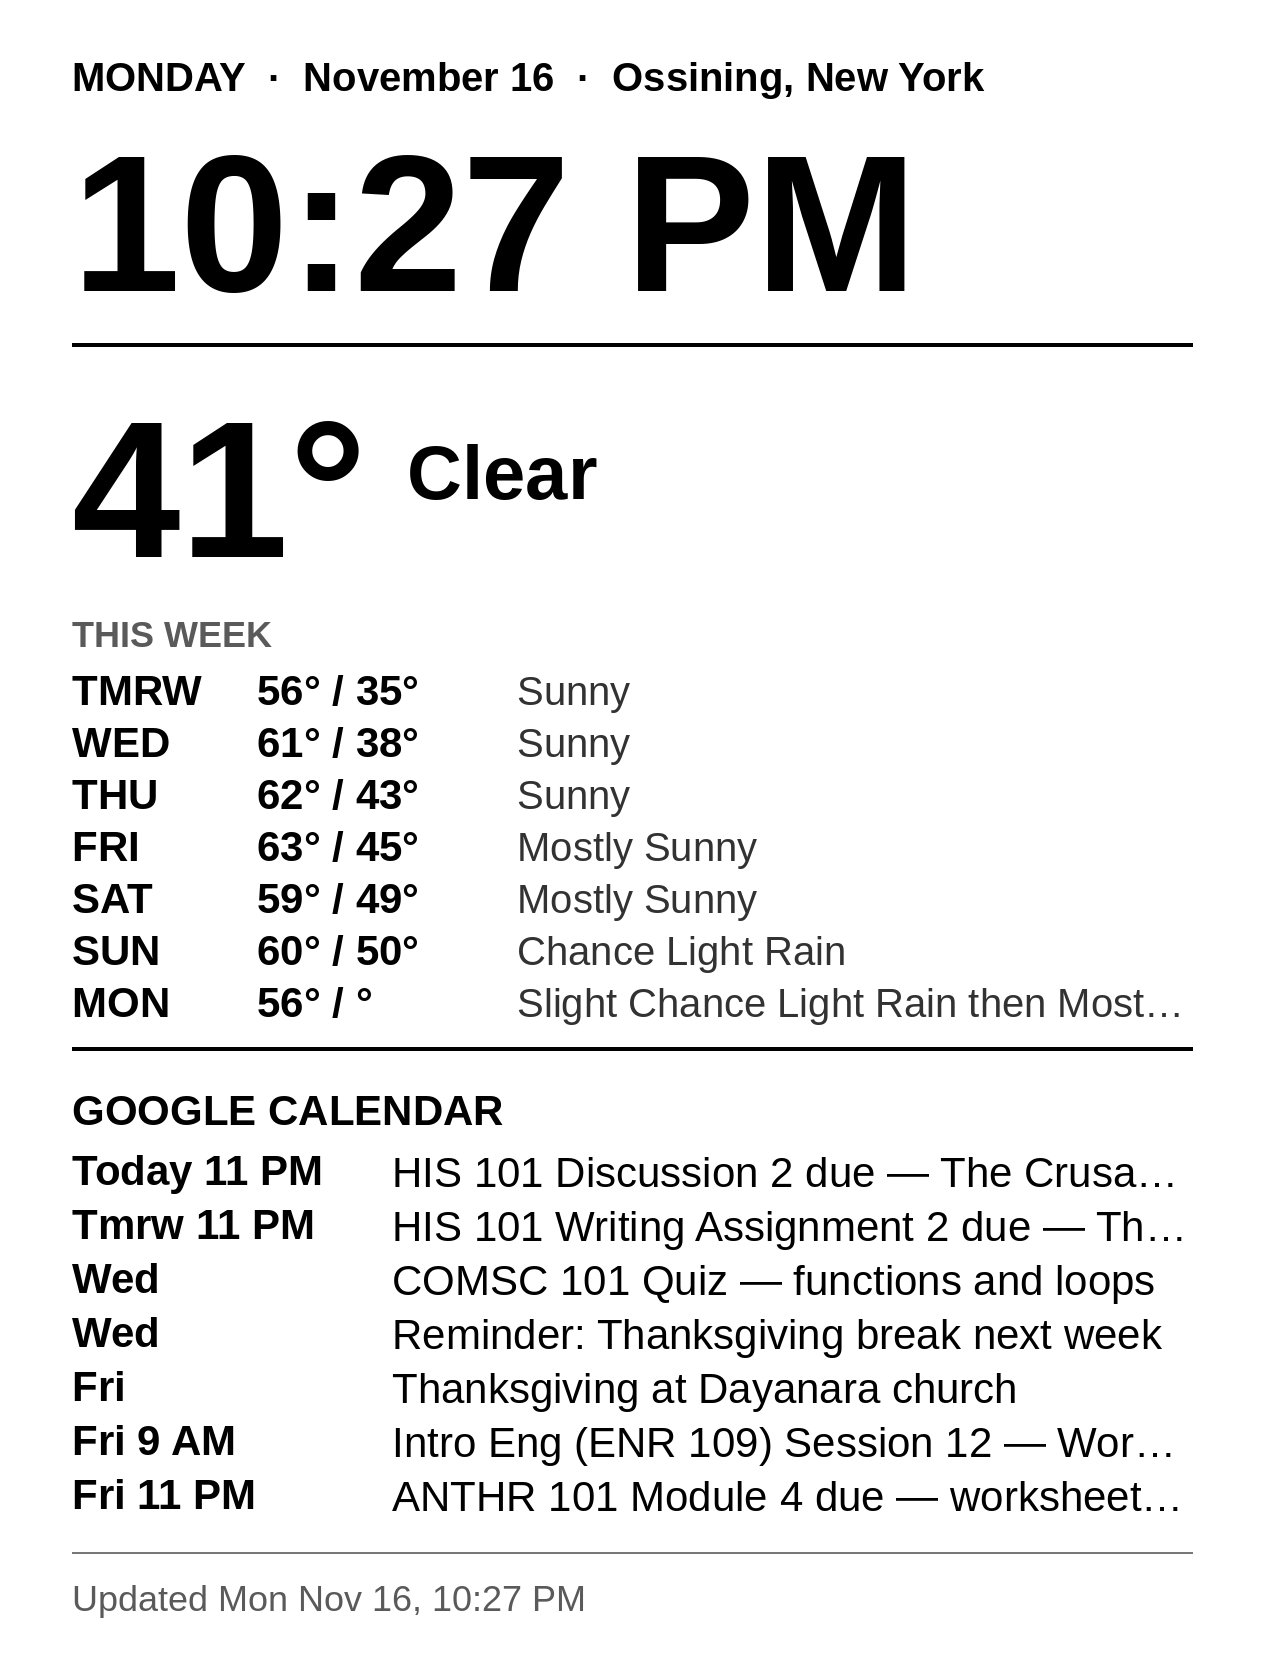 MONDAY · November 16 · Ossining, New York
10:27 PM
41° Clear
THIS WEEK
TMRW 56° / 35° Sunny
WED 61° / 38° Sunny
THU 62° / 43° Sunny
FRI 63° / 45° Mostly Sunny
SAT 59° / 49° Mostly Sunny
SUN 60° / 50° Chance Light Rain
MON 56° / ° Slight Chance Light Rain then Most…
GOOGLE CALENDAR
Today 11 PM HIS 101 Discussion 2 due — The Crusa…
Tmrw 11 PM HIS 101 Writing Assignment 2 due — Th…
Wed COMSC 101 Quiz — functions and loops
Wed Reminder: Thanksgiving break next week
Fri Thanksgiving at Dayanara church
Fri 9 AM Intro Eng (ENR 109) Session 12 — Wor…
Fri 11 PM ANTHR 101 Module 4 due — worksheet…
Updated Mon Nov 16, 10:27 PM